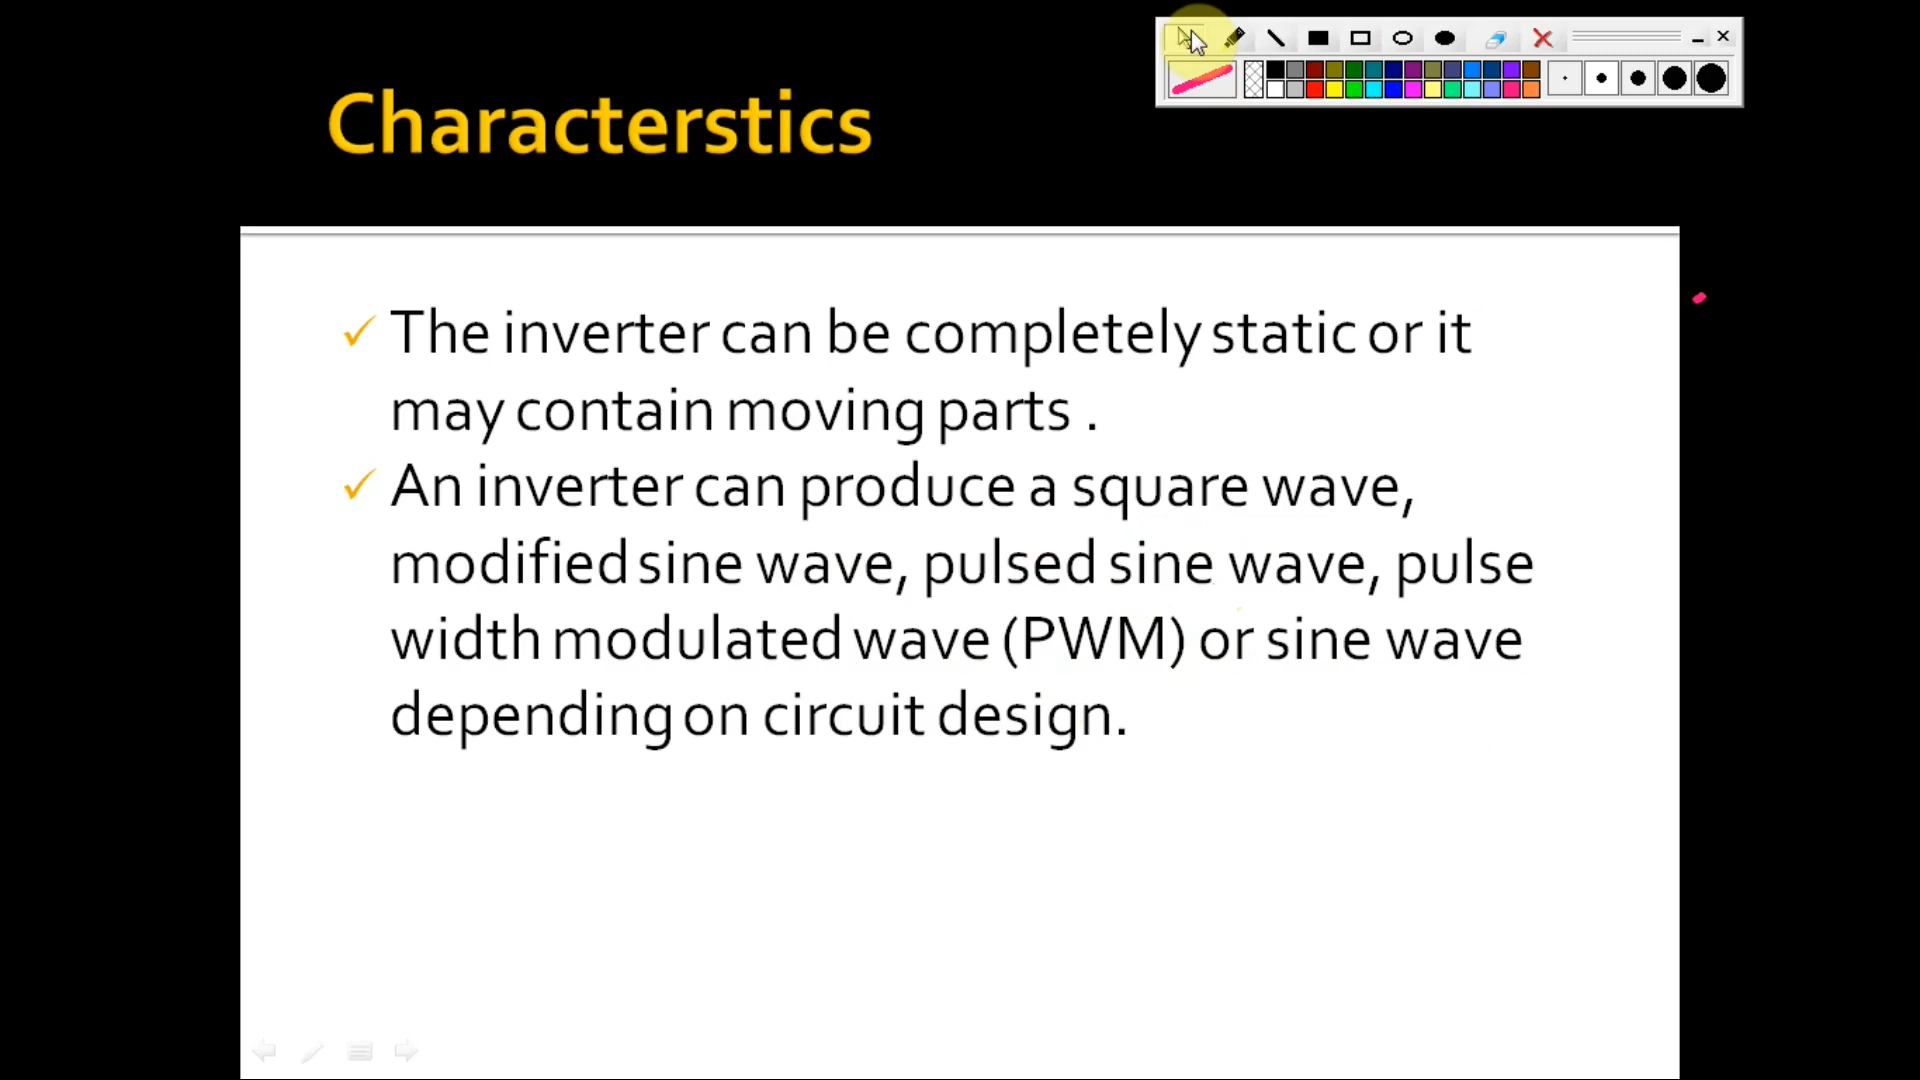 Characterstics
The inverter can be completely static or it
may contain moving parts .
An inverter can produce a square wave,
modified sine wave, pulsed sine wave, pulse
width modulated wave (PWM) or sine wave
depending on circuit design.